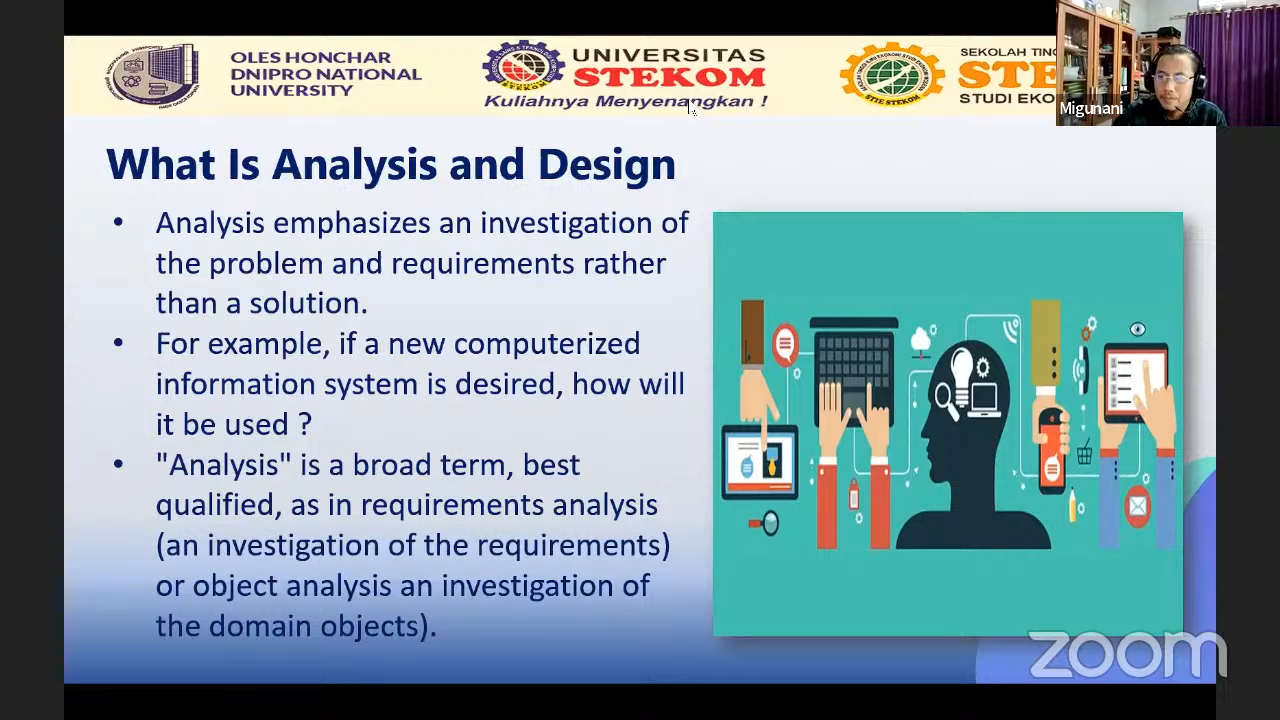 OLES HONCHAR
DNIPRO NATIONAL
UNIVERSITY
UNIVERSITAS
STEKOM
Kuliahnya Menyenangkan !
SEKOLAH
STE
STUDI
Migunani
What Is Analysis and Design
• Analysis emphasizes an investigation of
the problem and requirements rather
than a solution.
• For example, if a new computerized
information system is desired, how will
it be used ?
• "Analysis" is a broad term, best
qualified, as in requirements analysis
(an investigation of the requirements)
or object analysis an investigation of
the domain objects).
zoom